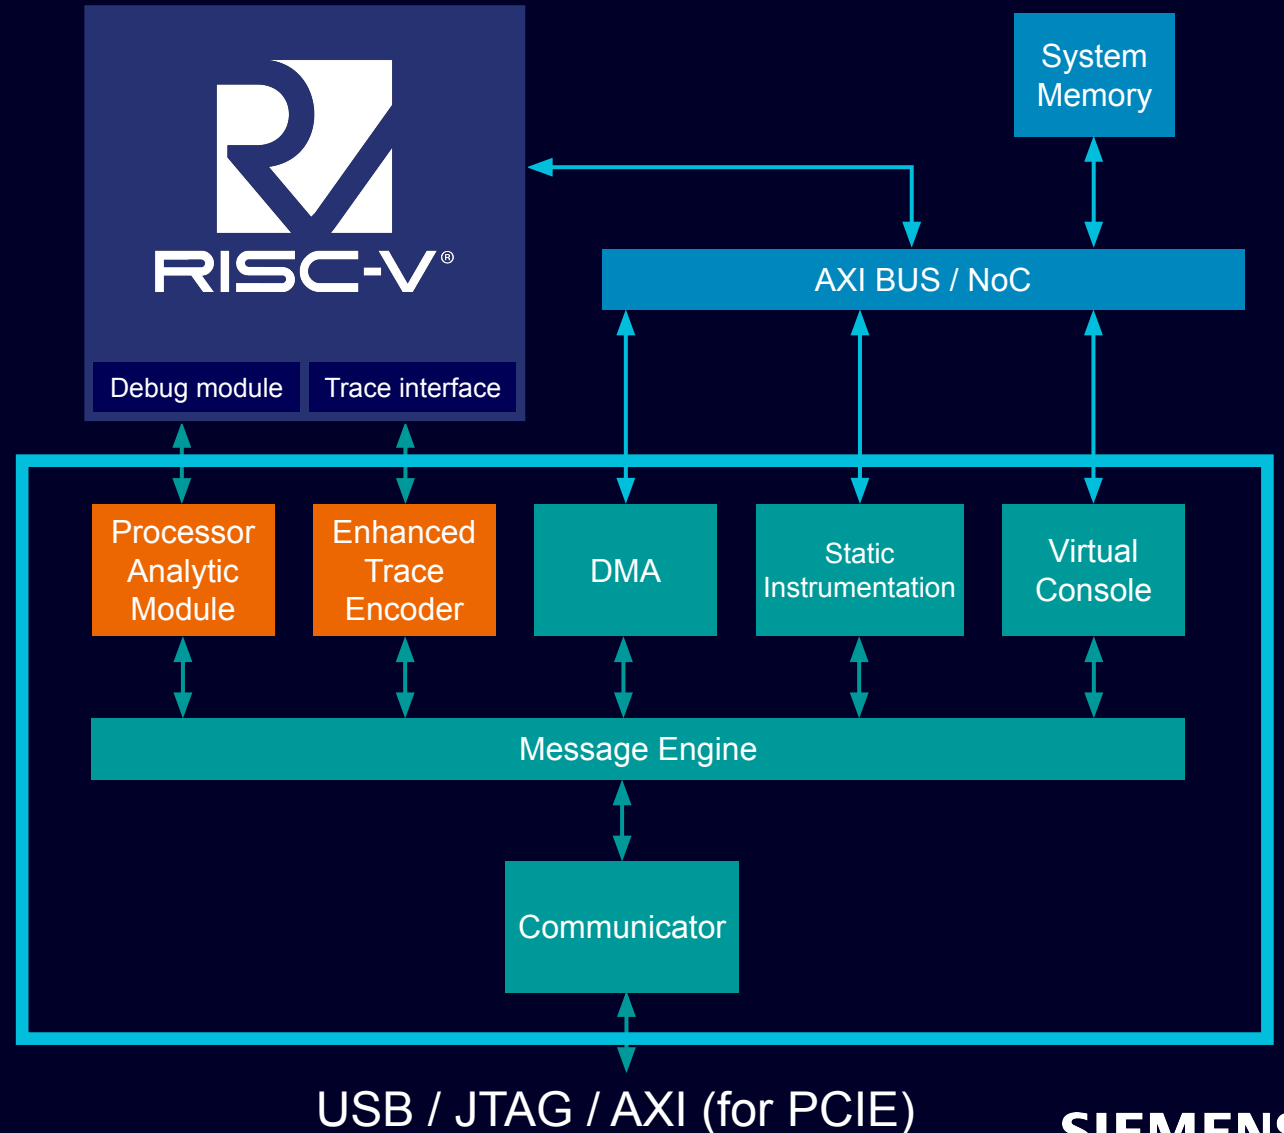 System
Memory
RISC-V®
AXI BUS / NoC
Debug module
Trace interface
Processor
Analytic
Module
Enhanced
Trace
Encoder
DMA
Static
Instrumentation
Virtual
Console
Message Engine
Communicator
USB / JTAG / AXI (for PCIE)
SIEMENS